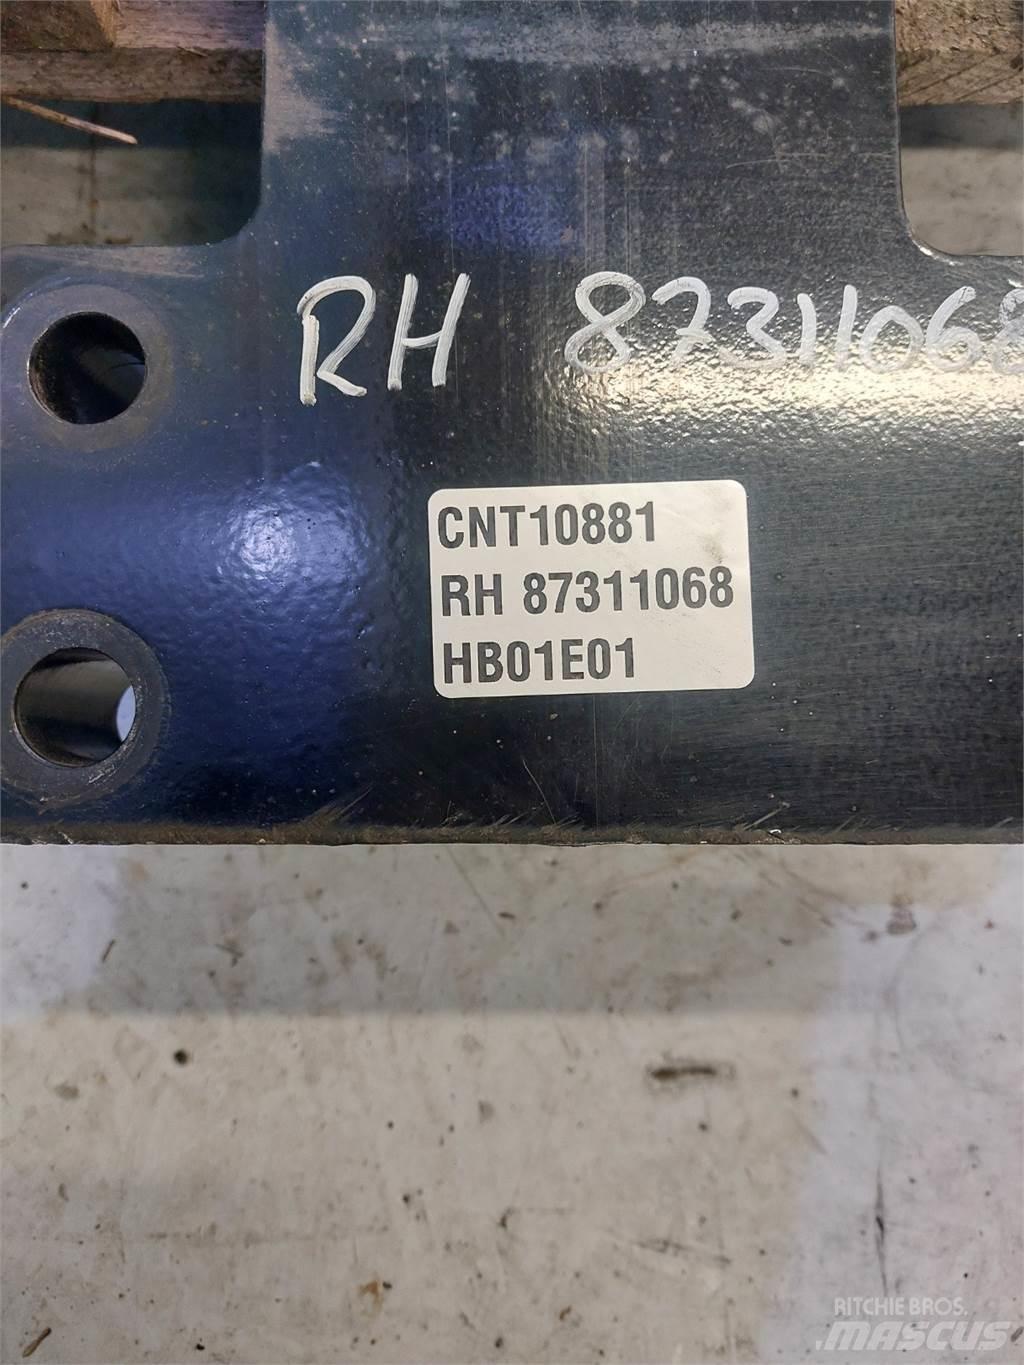 RH 87311068
CNT10881
RH 87311068
HB01E01
RITCHIE BROS.
MASCUS